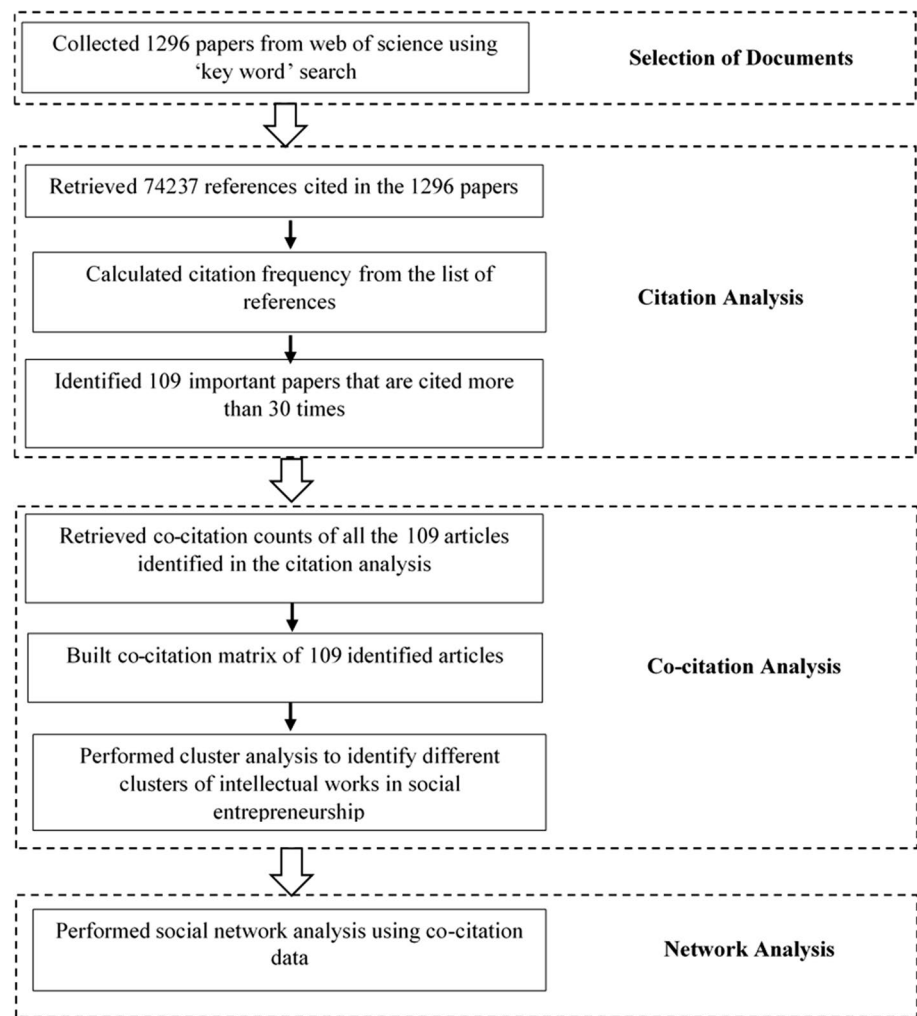 Collected 1296 papers from web of science using
‘key word’ search
Selection of Documents
Retrieved 74237 references cited in the 1296 papers
Calculated citation frequency from the list of
references
Citation Analysis
Identified 109 important papers that are cited more
than 30 times
Retrieved co-citation counts of all the 109 articles
identified in the citation analysis
Built co-citation matrix of 109 identified articles
Co-citation Analysis
Performed cluster analysis to identify different
clusters of intellectual works in social
entrepreneurship
Performed social network analysis using co-citation
data
Network Analysis